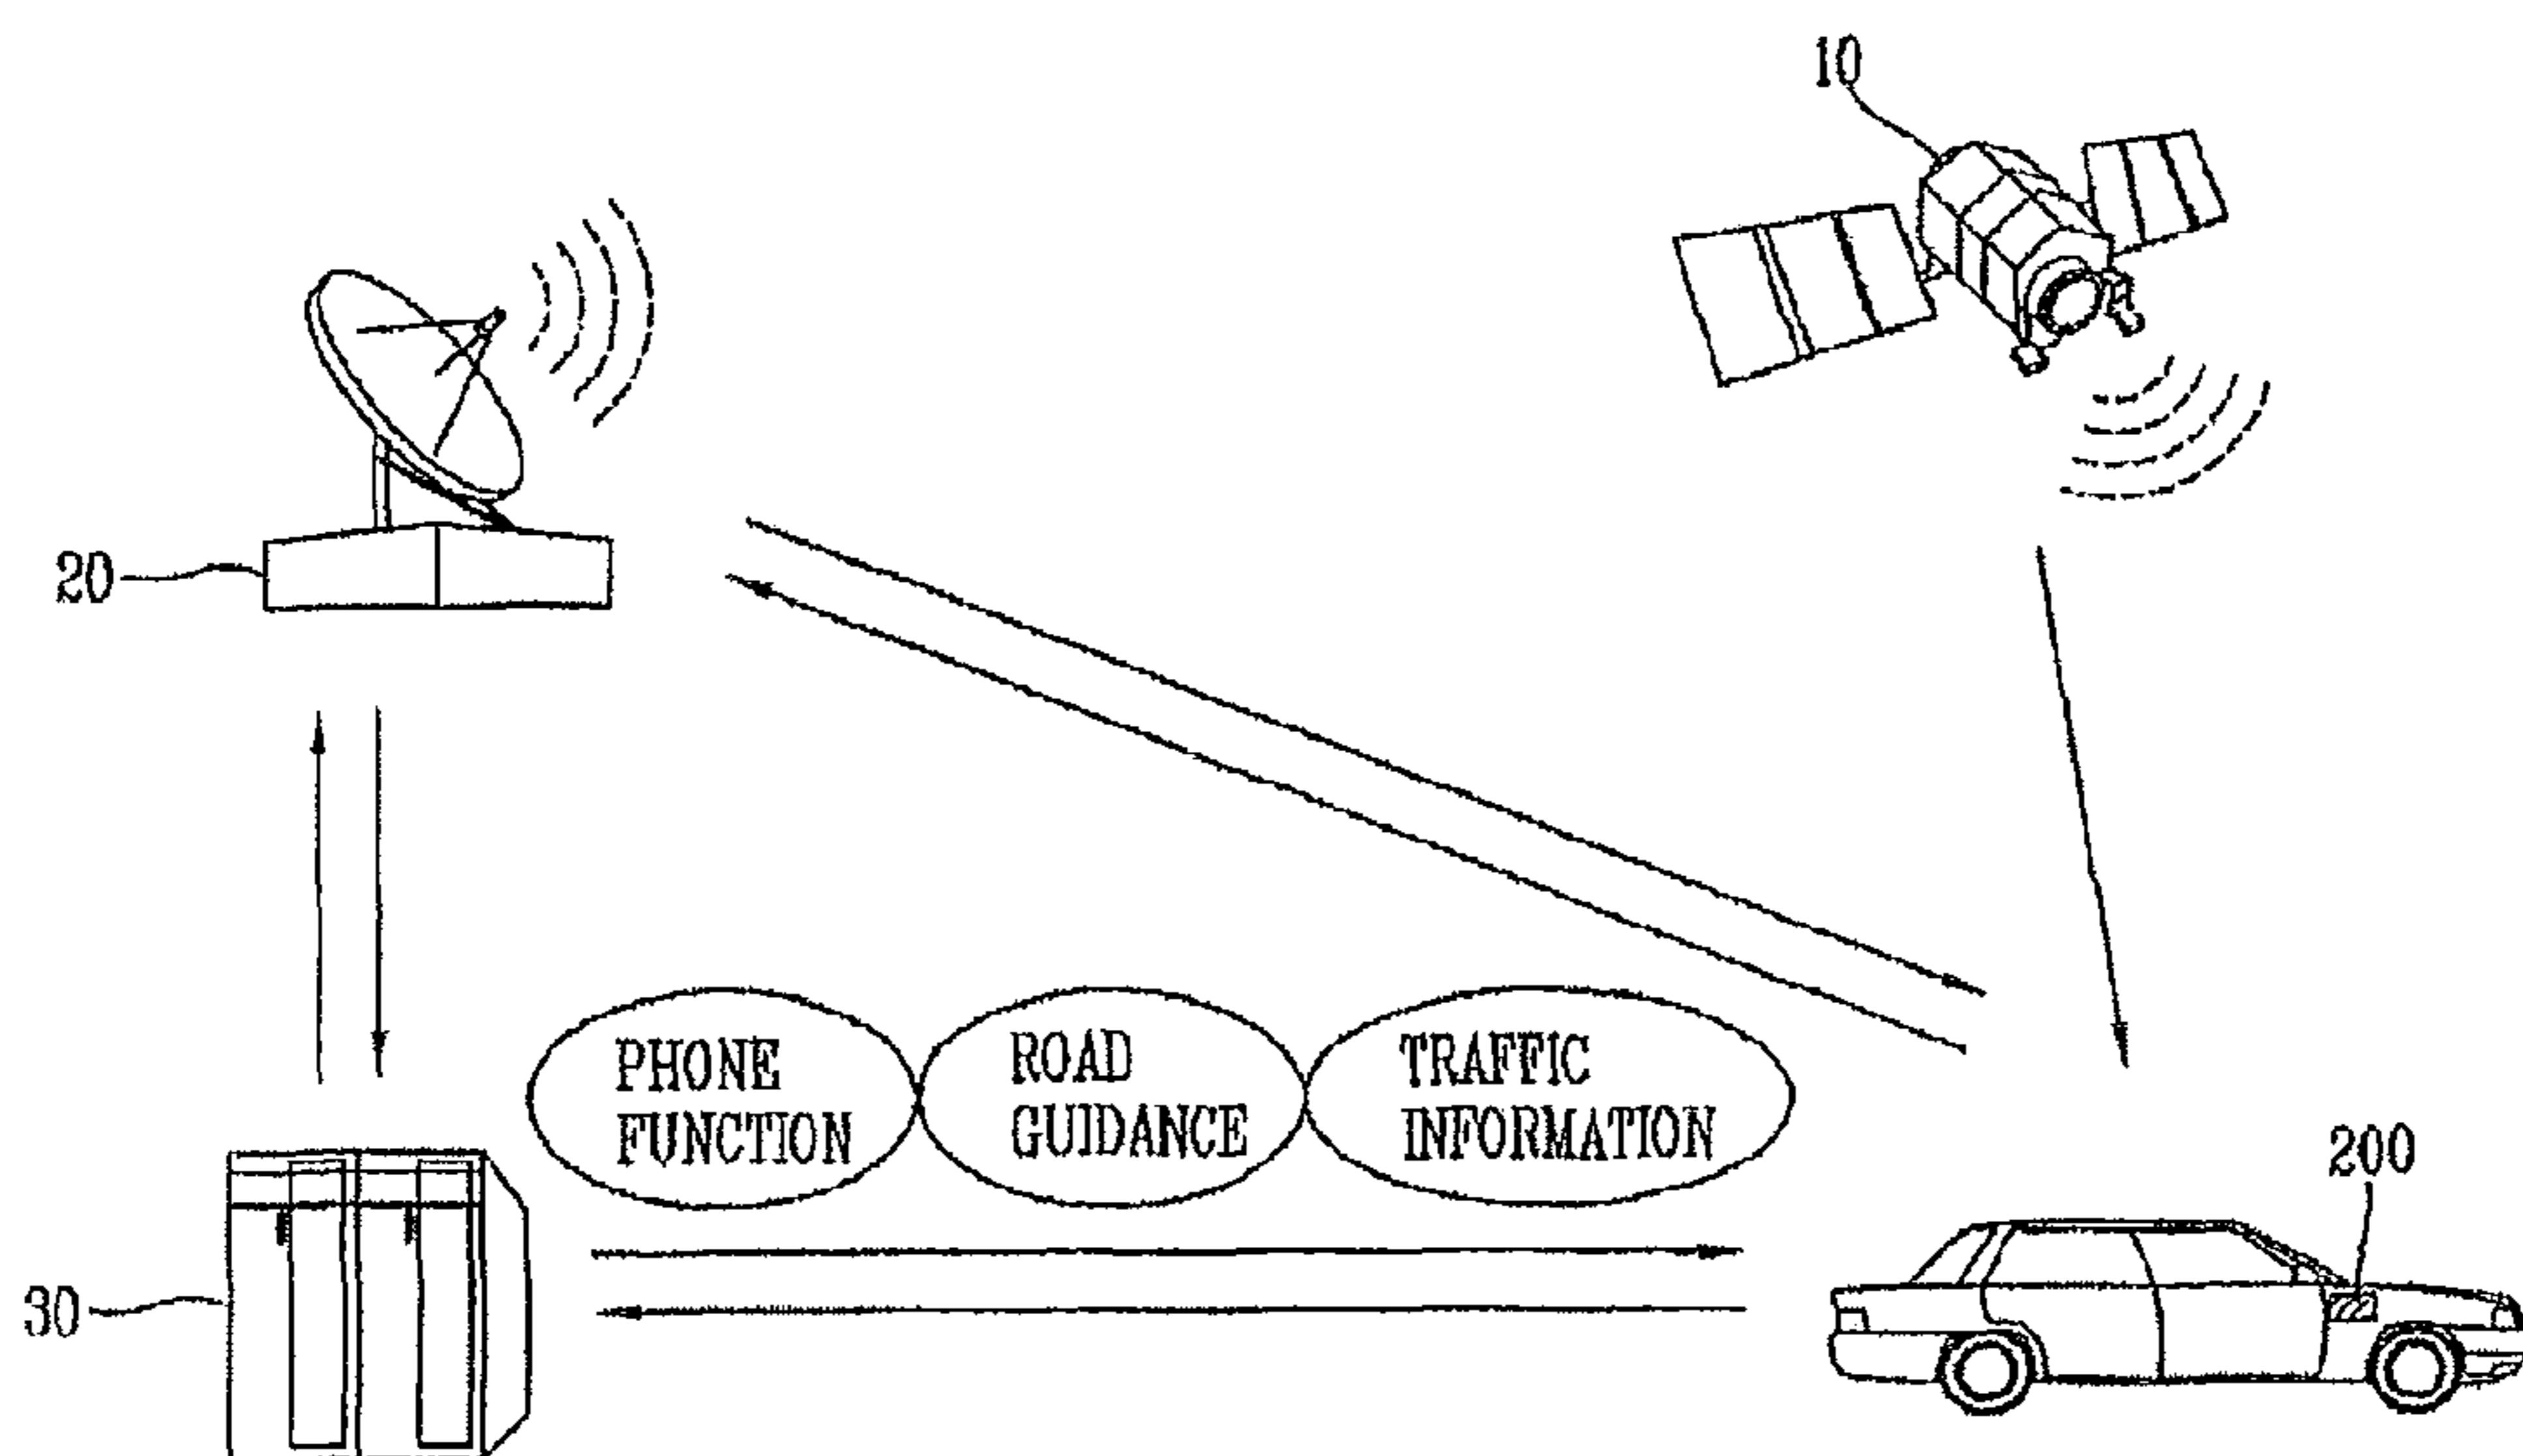 10
20
PHONE
FUNCTION
ROAD
GUIDANCE
TRAFFIC
INFORMATION
200
30